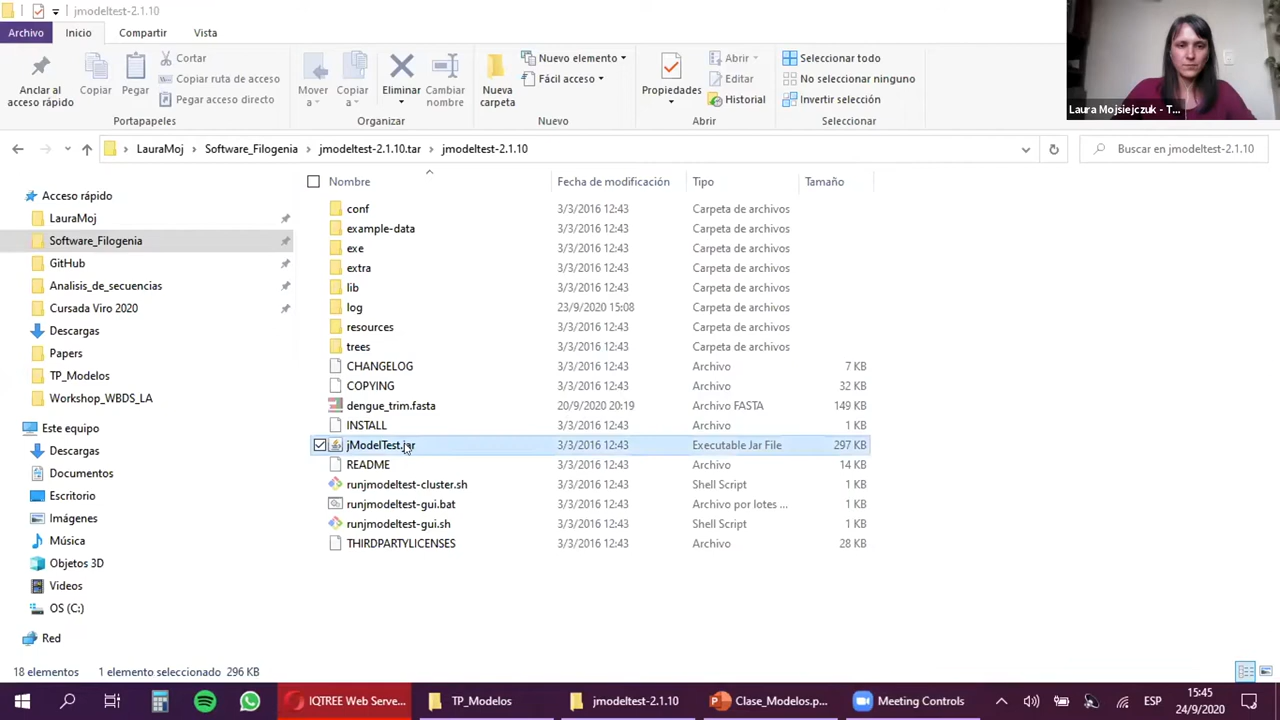 jmodeltest-2.1.10
Archivo Inicio Compartir Vista
Anclar al acceso rápido
Copiar
Pegar
Cortar
Copiar ruta de acceso
Pegar acceso directo
Portapapeles
Mover a
Copiar a
Eliminar
Cambiar nombre
Organizar
Nueva carpeta
Nuevo elemento
Fácil acceso
Nuevo
Propiedades
Abrir
Editar
Historial
Abrir
Seleccionar todo
No seleccionar ninguno
Invertir selección
Seleccionar
Laura Mojsiejczuk - T...
LauraMoj Software_Filogenia jmodeltest-2.1.10.tar jmodeltest-2.1.10
Buscar en jmodeltest-2.1.10
Acceso rápido
LauraMoj
Software_Filogenia
GitHub
Analisis_de_secuencias
Cursada Viro 2020
Descargas
Papers
TP_Modelos
Workshop_WBDS_LA
Este equipo
Descargas
Documentos
Escritorio
Imágenes
Música
Objetos 3D
Videos
OS (C:)
Red
Nombre Fecha de modificación Tipo Tamaño
conf 3/3/2016 12:43 Carpeta de archivos
example-data 3/3/2016 12:43 Carpeta de archivos
exe 3/3/2016 12:43 Carpeta de archivos
extra 3/3/2016 12:43 Carpeta de archivos
lib 3/3/2016 12:43 Carpeta de archivos
log 23/9/2020 15:08 Carpeta de archivos
resources 3/3/2016 12:43 Carpeta de archivos
trees 3/3/2016 12:43 Carpeta de archivos
CHANGELOG 3/3/2016 12:43 Archivo 7 KB
COPYING 3/3/2016 12:43 Archivo 32 KB
dengue_trim.fasta 20/9/2020 20:19 Archivo FASTA 149 KB
INSTALL 3/3/2016 12:43 Archivo 1 KB
jModelTest.jar 3/3/2016 12:43 Executable Jar File 297 KB
README 3/3/2016 12:43 Archivo 14 KB
runjmodeltest-cluster.sh 3/3/2016 12:43 Shell Script 1 KB
runjmodeltest-gui.bat 3/3/2016 12:43 Archivo por lotes ... 1 KB
runjmodeltest-gui.sh 3/3/2016 12:43 Shell Script 1 KB
THIRDPARTYLICENSES 3/3/2016 12:43 Archivo 28 KB
18 elementos 1 elemento seleccionado 296 KB
IQTREE Web Serve... TP_Modelos jmodeltest-2.1.10 Clase_Modelos.p... Meeting Controls ESP
15:45
24/9/2020